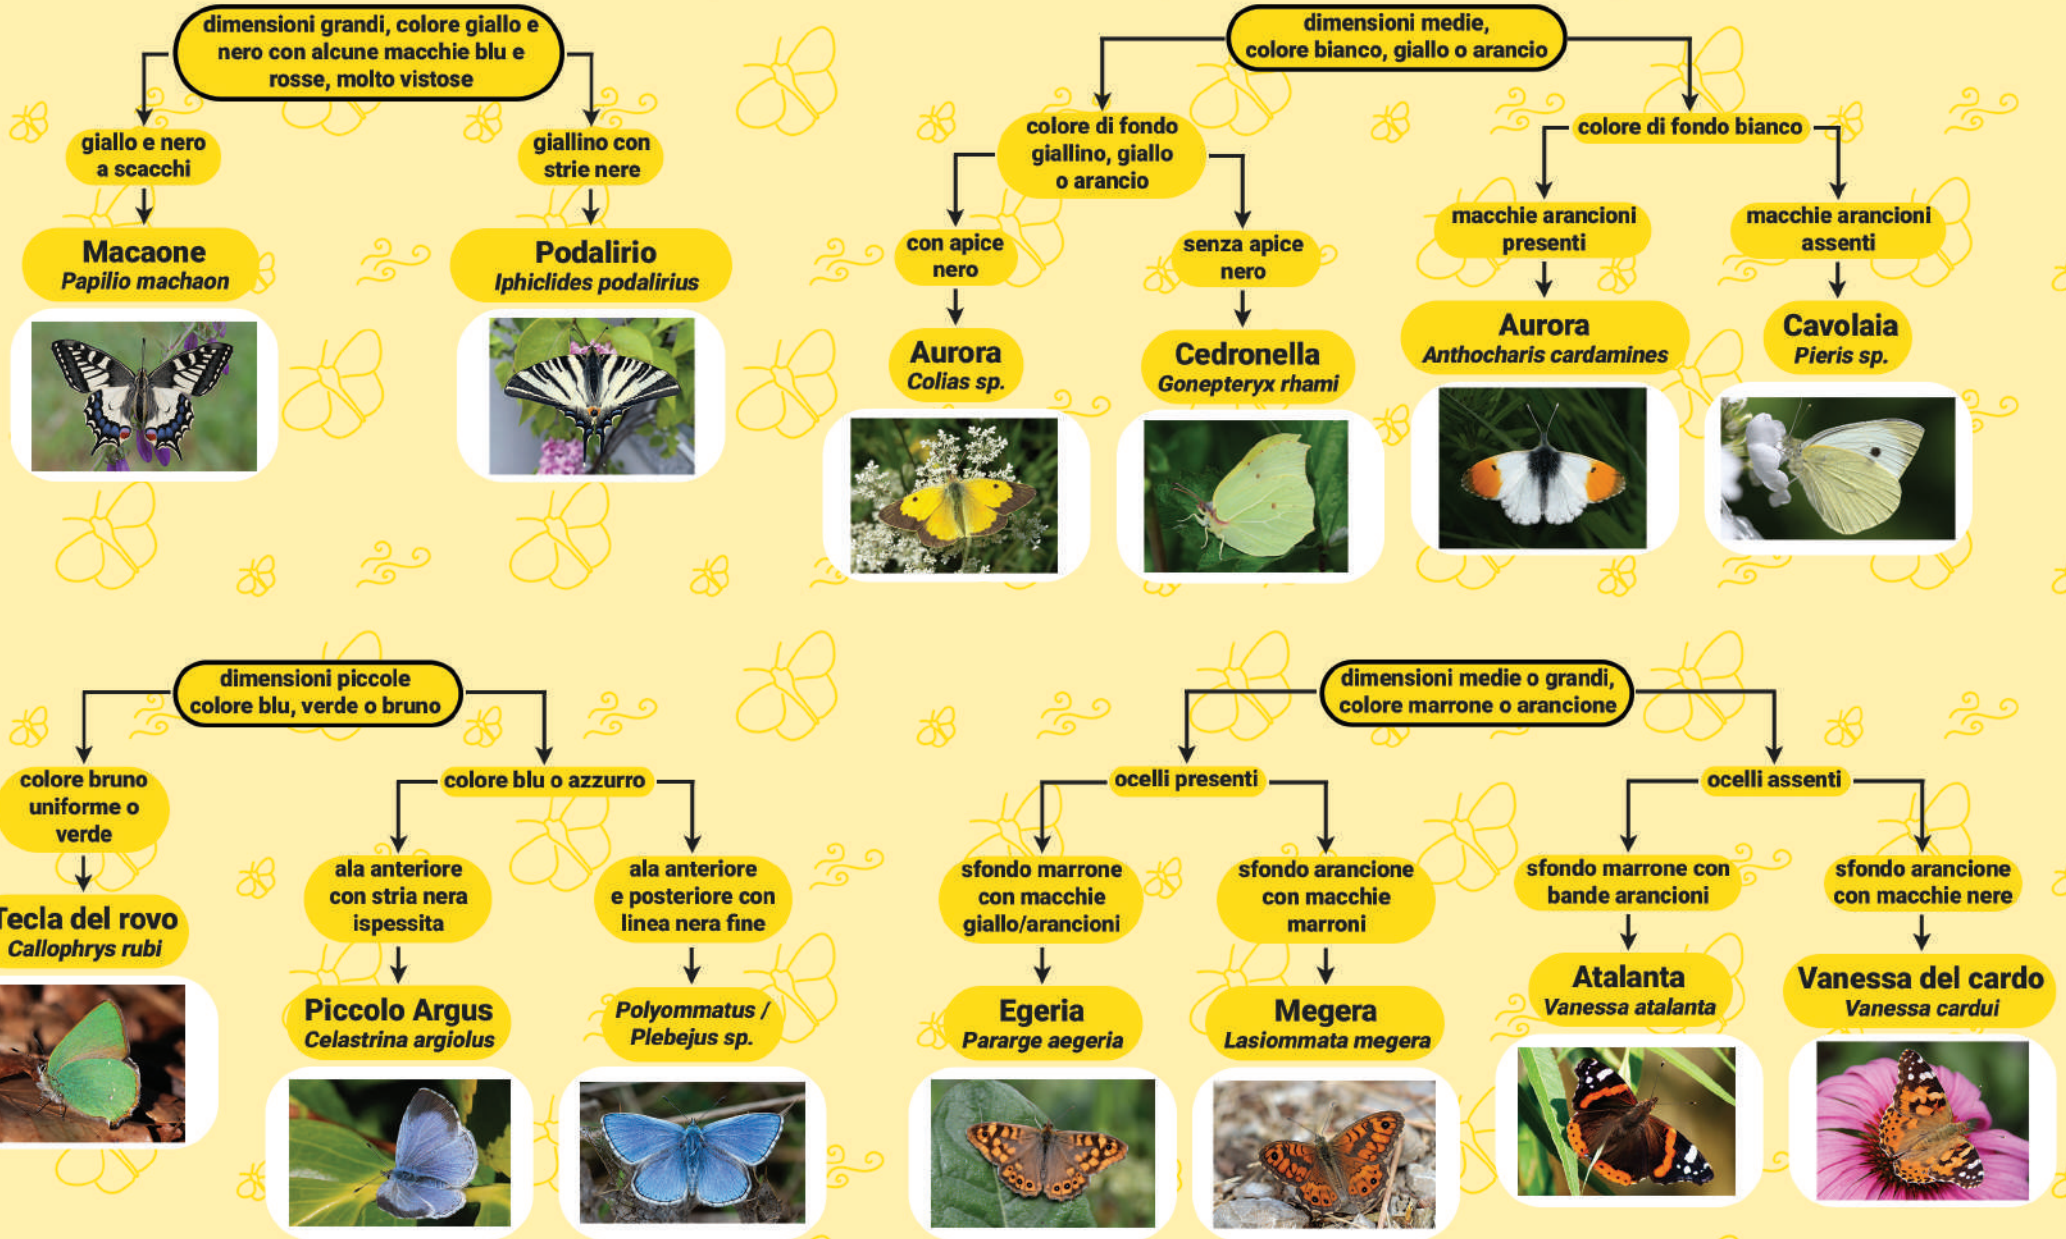 dimensioni grandi, colore giallo e
nero con alcune macchie blu e
rosse, molto vistose
giallo e nero
a scacchi
Macaone
Papilio machaon
giallino con
strie nere
Podalirio
Iphiclides podalirius
dimensioni medie,
colore bianco, giallo o arancio
colore di fondo
giallino, giallo
o arancio
con apice
nero
Aurora
Colias sp.
senza apice
nero
Cedronella
Gonepteryx rhami
colore di fondo bianco
macchie arancioni
presenti
Aurora
Anthocharis cardamines
macchie arancioni
assenti
Cavolaia
Pieris sp.
dimensioni piccole
colore blu, verde o bruno
colore bruno
uniforme o
verde
Tecla del rovo
Callophrys rubi
colore blu o azzurro
ala anteriore
con stria nera
ispessita
Piccolo Argus
Celastrina argiolus
ala anteriore
e posteriore con
linea nera fine
Polyommatus /
Plebejus sp.
dimensioni medie o grandi,
colore marrone o arancione
ocelli presenti
sfondo marrone
con macchie
giallo/arancioni
Egeria
Pararge aegeria
sfondo arancione
con macchie
marroni
Megera
Lasiommata megera
ocelli assenti
sfondo marrone con
bande arancioni
Atalanta
Vanessa atalanta
sfondo arancione
con macchie nere
Vanessa del cardo
Vanessa cardui